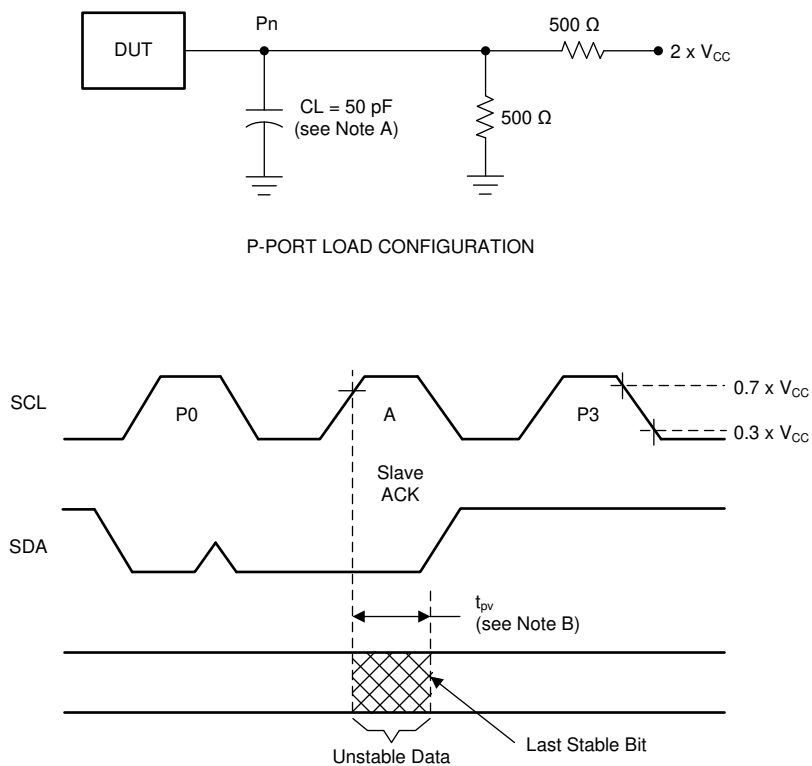 DUT
Pn
500 Ω
2 x VCC
CL = 50 pF
(see Note A)
500 Ω
P-PORT LOAD CONFIGURATION
SCL
P0
A
P3
0.7 x VCC
0.3 x VCC
Slave
ACK
SDA
tpv
(see Note B)
Unstable Data
Last Stable Bit